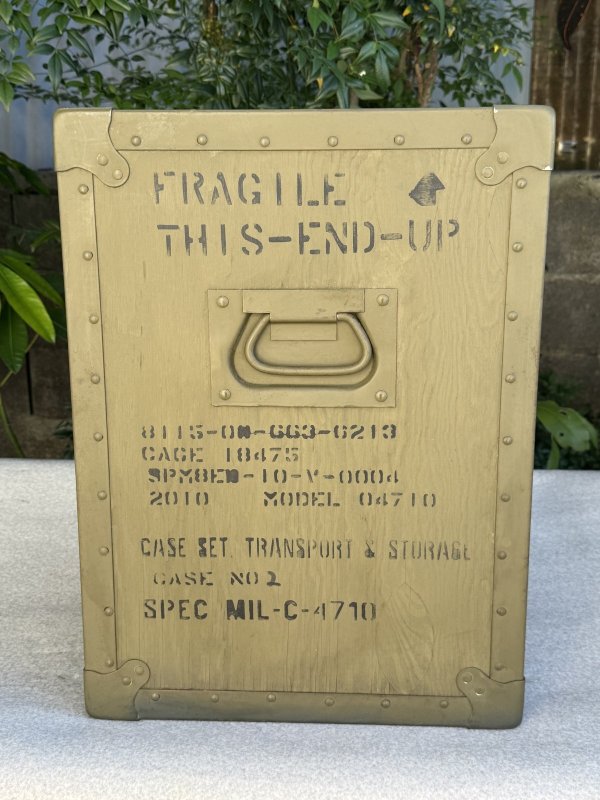 FRAGILE
THIS-END-UP
8115-00-663-6213
CAGE 18475
SPM8EN-10-V-0004
2010 MODEL 04710
CASE SET, TRANSPORT & STORAGE
CASE NO 2
SPEC MIL-C-4710